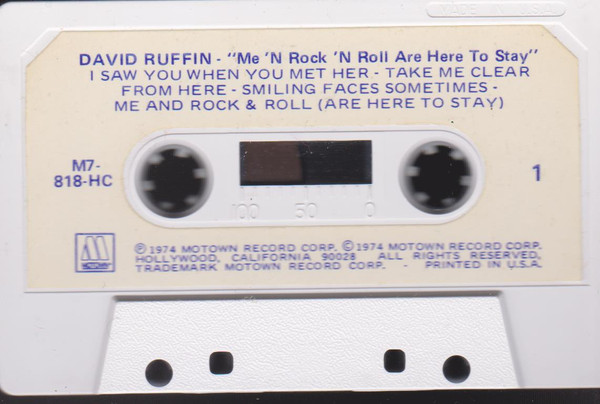 MADE IN U.S.A.
DAVID RUFFIN - "Me 'N Rock 'N Roll Are Here To Stay"
I SAW YOU WHEN YOU MET HER - TAKE ME CLEAR
FROM HERE - SMILING FACES SOMETIMES -
ME AND ROCK & ROLL (ARE HERE TO STAY)
M7-
818-HC
1
100 50 0
MOTOWN
℗ 1974 MOTOWN RECORD CORP. © 1974 MOTOWN RECORD CORP.
HOLLYWOOD, CALIFORNIA 90028 ALL RIGHTS RESERVED,
TRADEMARK MOTOWN RECORD CORP. - PRINTED IN U.S.A.